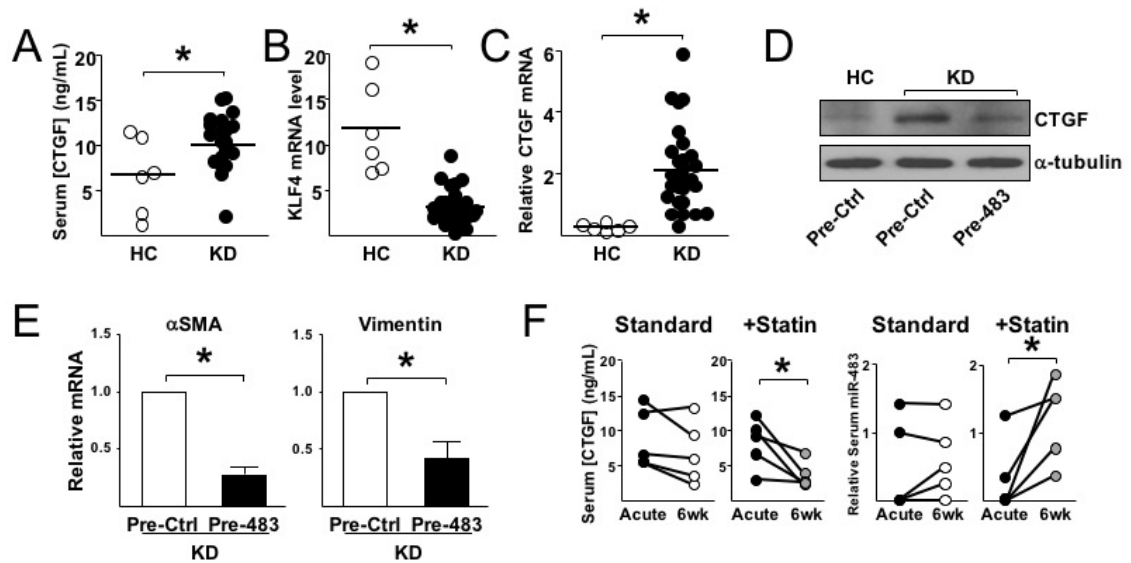 A
Serum [CTGF] (ng/mL)
20
15
10
5
*
HC
KD
B
KLF4 mRNA level
20
15
10
5
*
HC
KD
C
Relative CTGF mRNA
6
4
2
*
HC
KD
D
HC
KD
CTGF
α-tubulin
Pre-Ctrl
Pre-Ctrl
Pre-483
E
Relative mRNA
αSMA
1.5
1.0
0.5
*
Pre-Ctrl Pre-483
KD
Vimentin
1.5
1.0
0.5
*
Pre-Ctrl Pre-483
KD
F
Serum [CTGF] (ng/mL)
Standard
20
15
10
5
Acute 6wk
+Statin
20
15
10
5
*
Acute 6wk
Relative Serum miR-483
Standard
2
1
Acute 6wk
+Statin
2
1
*
Acute 6wk